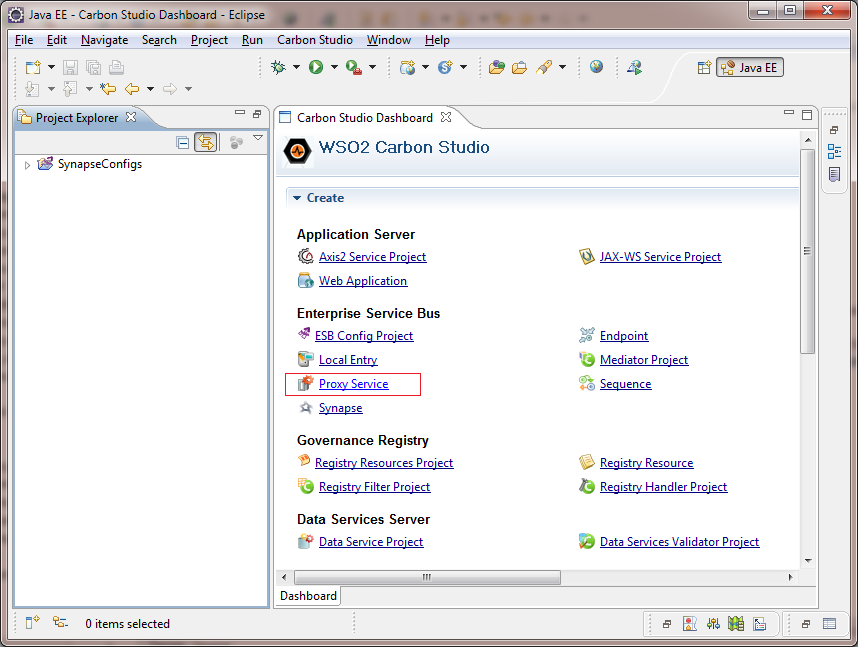 Java EE - Carbon Studio Dashboard - Eclipse
File Edit Navigate Search Project Run Carbon Studio Window Help
Java EE
Project Explorer
Carbon Studio Dashboard
SynapseConfigs
WSO2 Carbon Studio
Create
Application Server
Axis2 Service Project
JAX-WS Service Project
Web Application
Enterprise Service Bus
ESB Config Project
Endpoint
Local Entry
Mediator Project
Proxy Service
Sequence
Synapse
Governance Registry
Registry Resources Project
Registry Resource
Registry Filter Project
Registry Handler Project
Data Services Server
Data Service Project
Data Services Validator Project
Dashboard
0 items selected